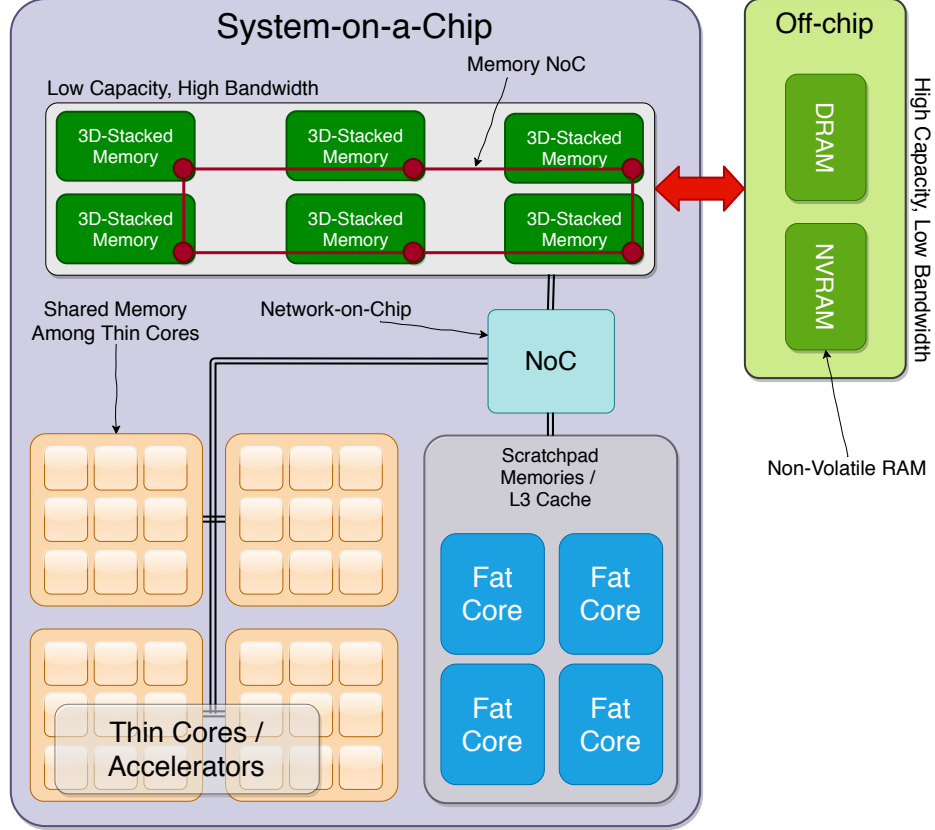 System-on-a-Chip
Memory NoC
Low Capacity, High Bandwidth
3D-Stacked
Memory
3D-Stacked
Memory
3D-Stacked
Memory
3D-Stacked
Memory
3D-Stacked
Memory
3D-Stacked
Memory
Shared Memory
Among Thin Cores
Network-on-Chip
NoC
Scratchpad
Memories /
L3 Cache
Fat
Core
Fat
Core
Fat
Core
Fat
Core
Thin Cores /
Accelerators
Off-chip
DRAM
NVRAM
High Capacity, Low Bandwidth
Non-Volatile RAM